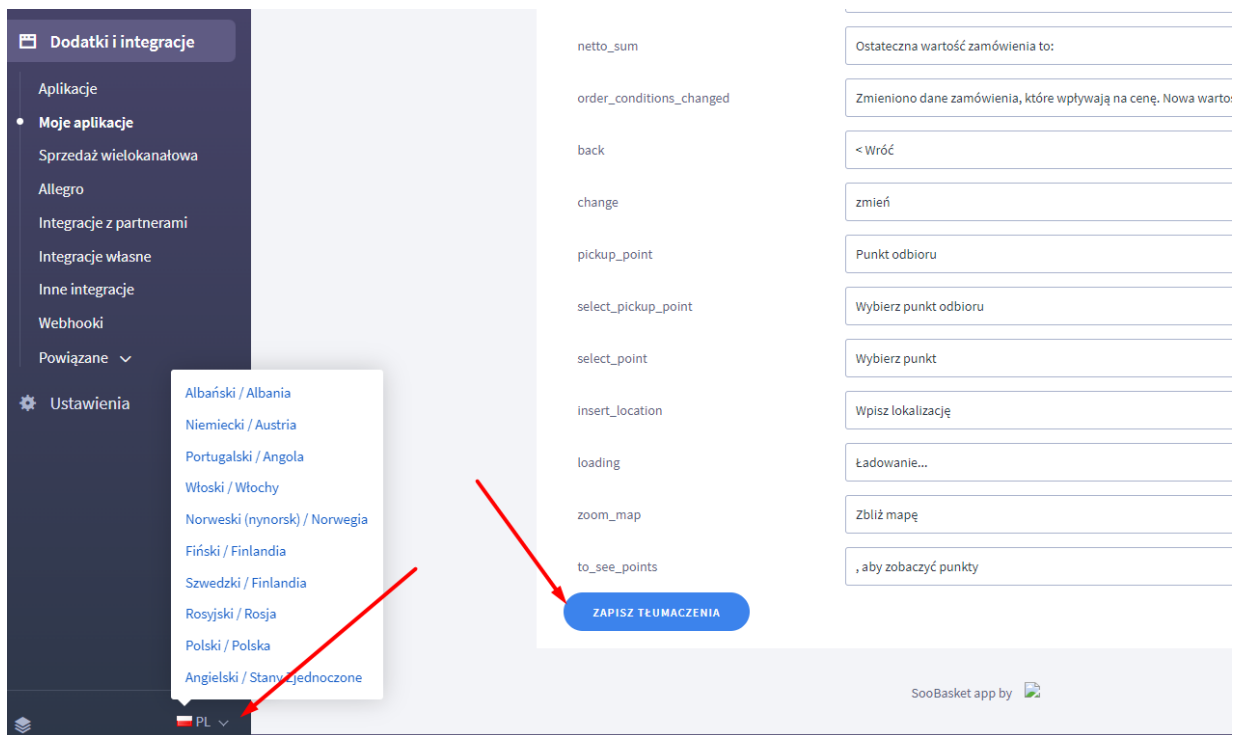 Dodatki i integracje
Aplikacje
Moje aplikacje
Sprzedaż wielokanałowa
Allegro
Integracje z partnerami
Integracje własne
Inne integracje
Webhooki
Powiązane
Ustawienia
Albański / Albania
Niemiecki / Austria
Portugalski / Angola
Włoski / Włochy
Norweski (nynorsk) / Norwegia
Fiński / Finlandia
Szwedzki / Finlandia
Rosyjski / Rosja
Polski / Polska
Angielski / Stany Zjednoczone
PL
netto_sum Ostateczna wartość zamówienia to:
order_conditions_changed Zmieniono dane zamówienia, które wpływają na cenę. Nowa
back < Wróć
change zmień
pickup_point Punkt odbioru
select_pickup_point Wybierz punkt odbioru
select_point Wybierz punkt
insert_location Wpisz lokalizację
loading Ładowanie...
zoom_map Zbliż mapę
to_see_points , aby zobaczyć punkty
ZAPISZ TŁUMACZENIA
SooBasket app by